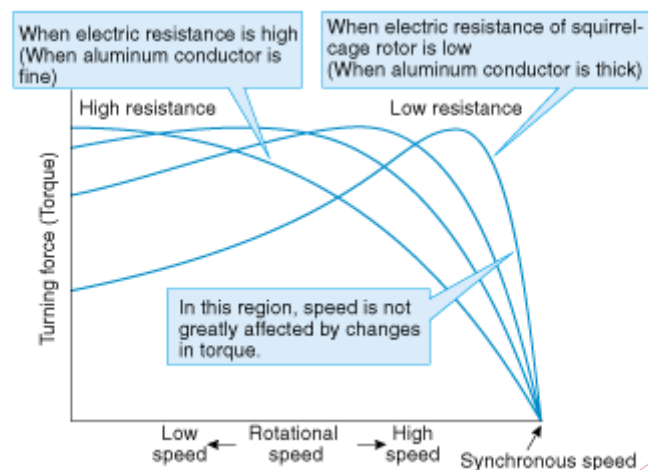 When electric resistance is high
(When aluminum conductor is
fine)
When electric resistance of squirrel-
cage rotor is low
(When aluminum conductor is thick)
High resistance
Low resistance
Turning force (Torque)
In this region, speed is not
greatly affected by changes
in torque.
Low
speed
Rotational
speed
High
speed
Synchronous speed